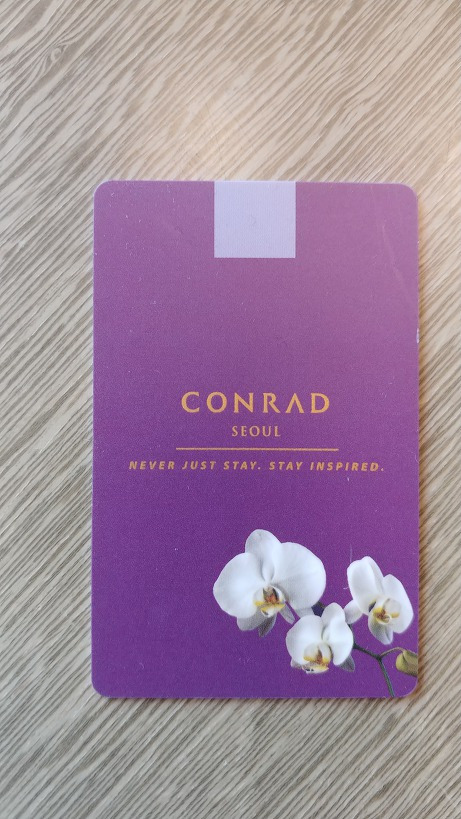 CONRAD
SEOUL
NEVER JUST STAY. STAY INSPIRED.